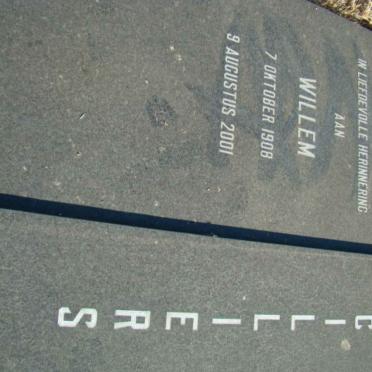 IN LIEFDEVOLLE HERINNERING
AAN
WILLEM
7 OKTOBER 1908
9 AUGUSTUS 2001
CILLIERS